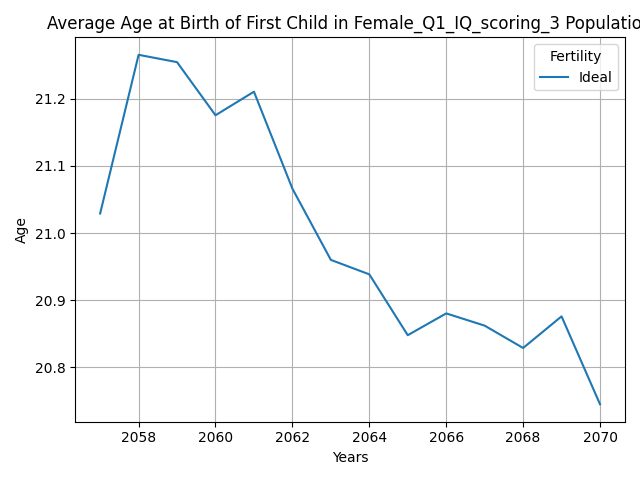 Average Age at Birth of First Child in Female_Q1_IQ_scoring_3 Populatio
Fertility
Ideal
21.2
21.1
21.0
20.9
20.8
Age
2058 2060 2062 2064 2066 2068 2070
Years